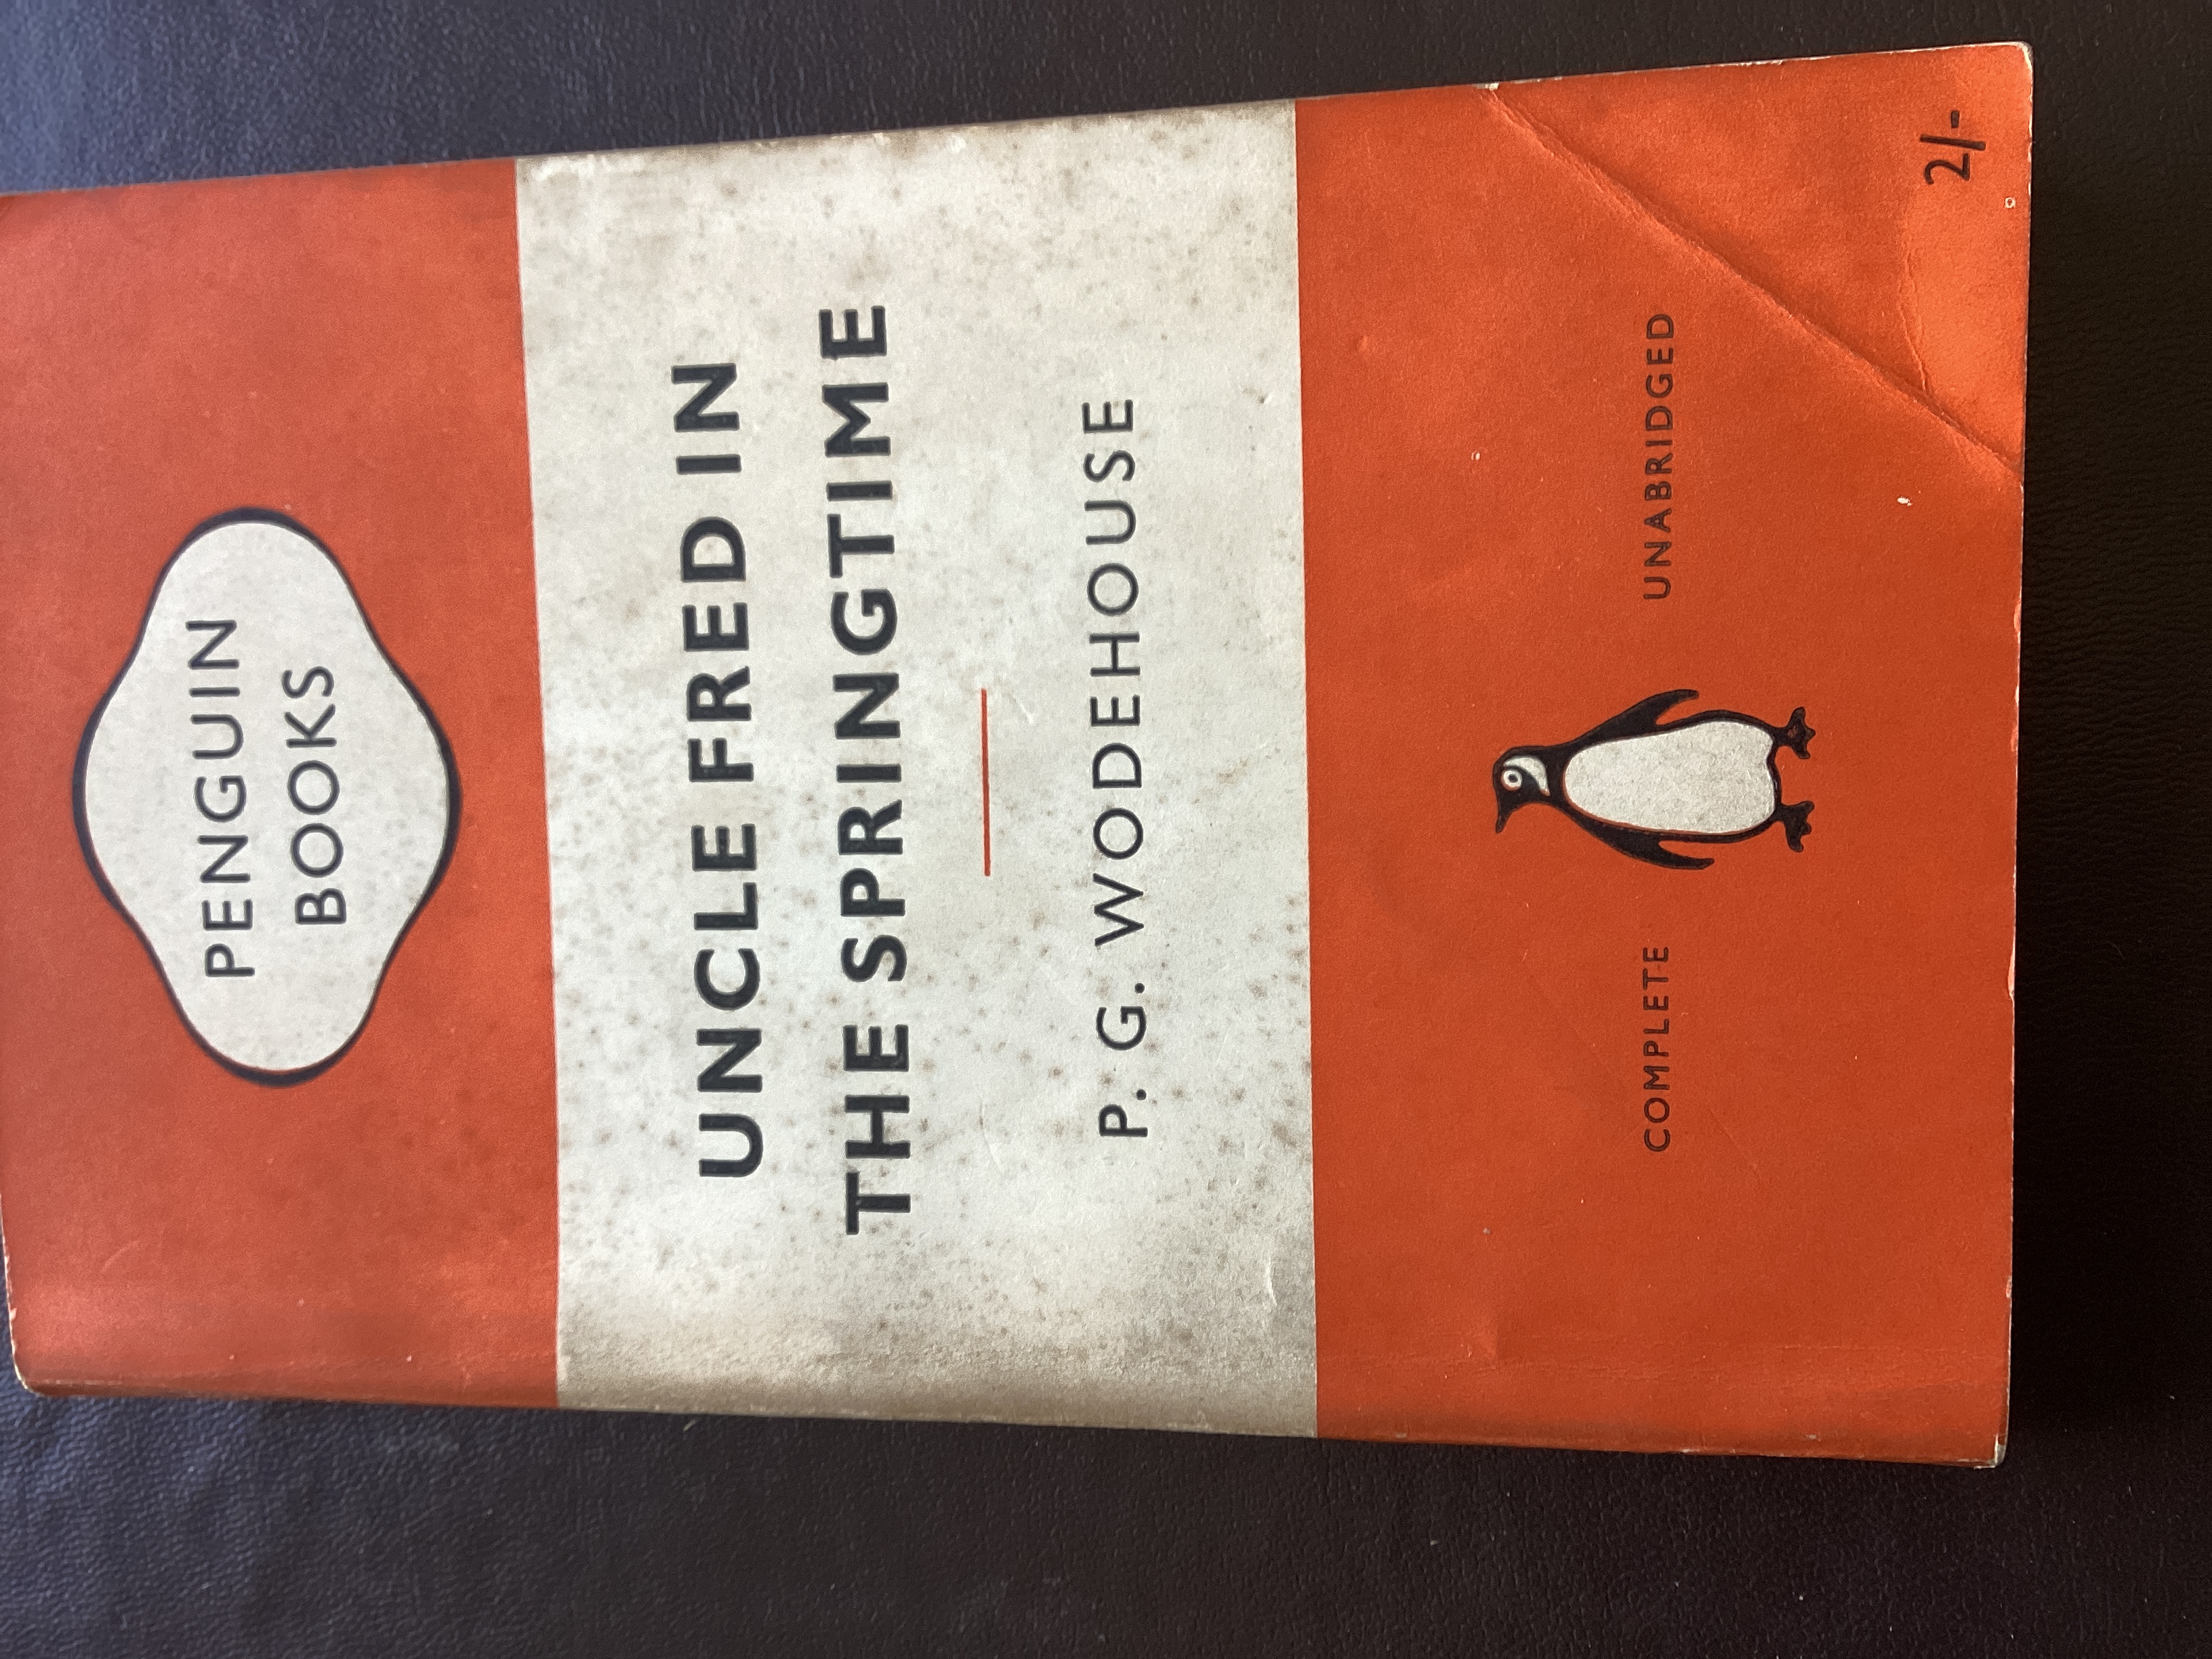 PENGUIN
BOOKS
UNCLE FRED IN
THE SPRINGTIME
P. G. WODEHOUSE
COMPLETE UNABRIDGED
2/-